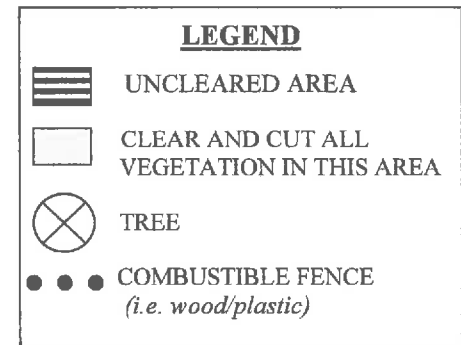 LEGEND
UNCLEARED AREA
CLEAR AND CUT ALL
VEGETATION IN THIS AREA
TREE
COMBUSTIBLE FENCE
(i.e. wood/plastic)